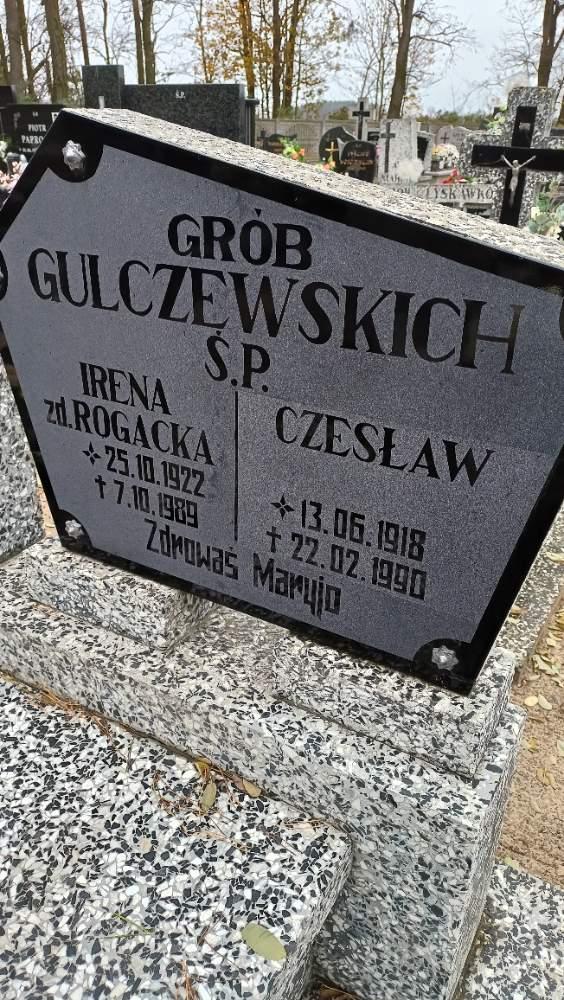 GRÓB
GULCZEWSKICH
Ś.P.
IRENA
zd. ROGACKA
25.10.1922
† 7.10.1989
CZESŁAW
13.06.1918
† 22.02.1990
Zdrowaś Maryjo
Ś.P.
PIOTR